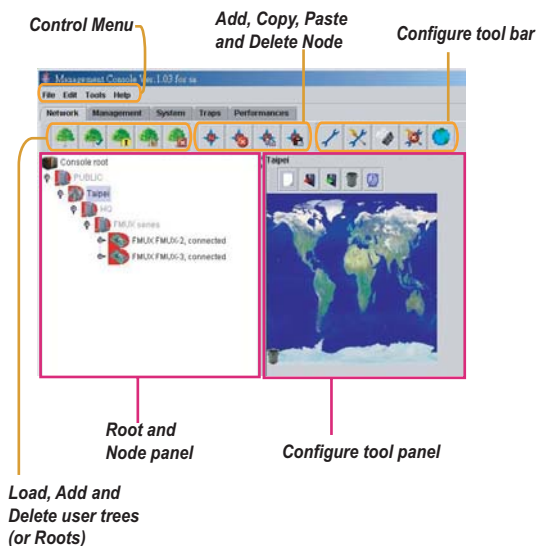 Control Menu
Add, Copy, Paste
and Delete Node
Configure tool bar
Management Console Ver.1.03 for sa
File Edit Tools Help
Network Management System Traps Performances
Console root
PUBLIC
Taipei
HQ
FMUX series
FMUX FMUX-2, connected
FMUX FMUX-3, connected
Taipei
Root and
Node panel
Configure tool panel
Load, Add and
Delete user trees
(or Roots)